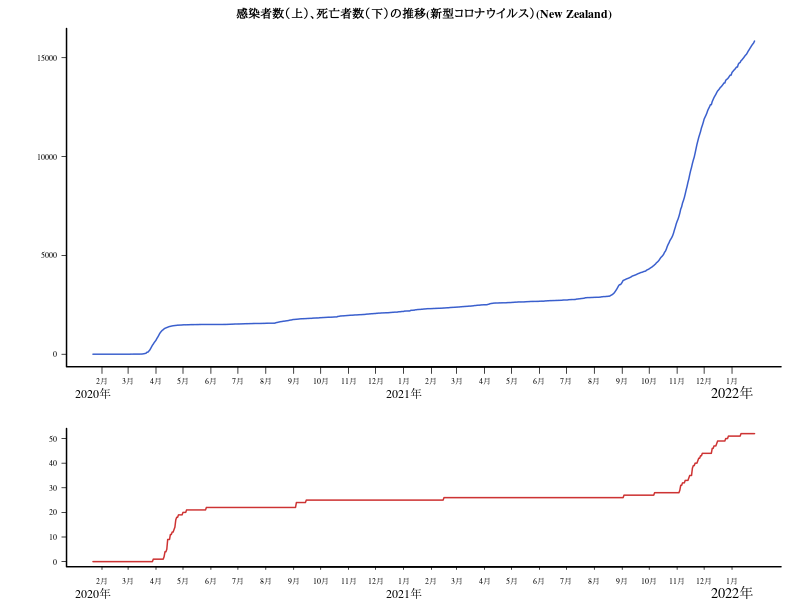 感染者数(上)、死亡者数(下)の推移(新型コロナウイルス)(New Zealand)
15000
10000
5000
0
2月 3月 4月 5月 6月 7月 8月 9月 10月 11月 12月 1月 2月 3月 4月 5月 6月 7月 8月 9月 10月 11月 12月 1月
2020年 2021年 2022年
50
40
30
20
10
0
2月 3月 4月 5月 6月 7月 8月 9月 10月 11月 12月 1月 2月 3月 4月 5月 6月 7月 8月 9月 10月 11月 12月 1月
2020年 2021年 2022年